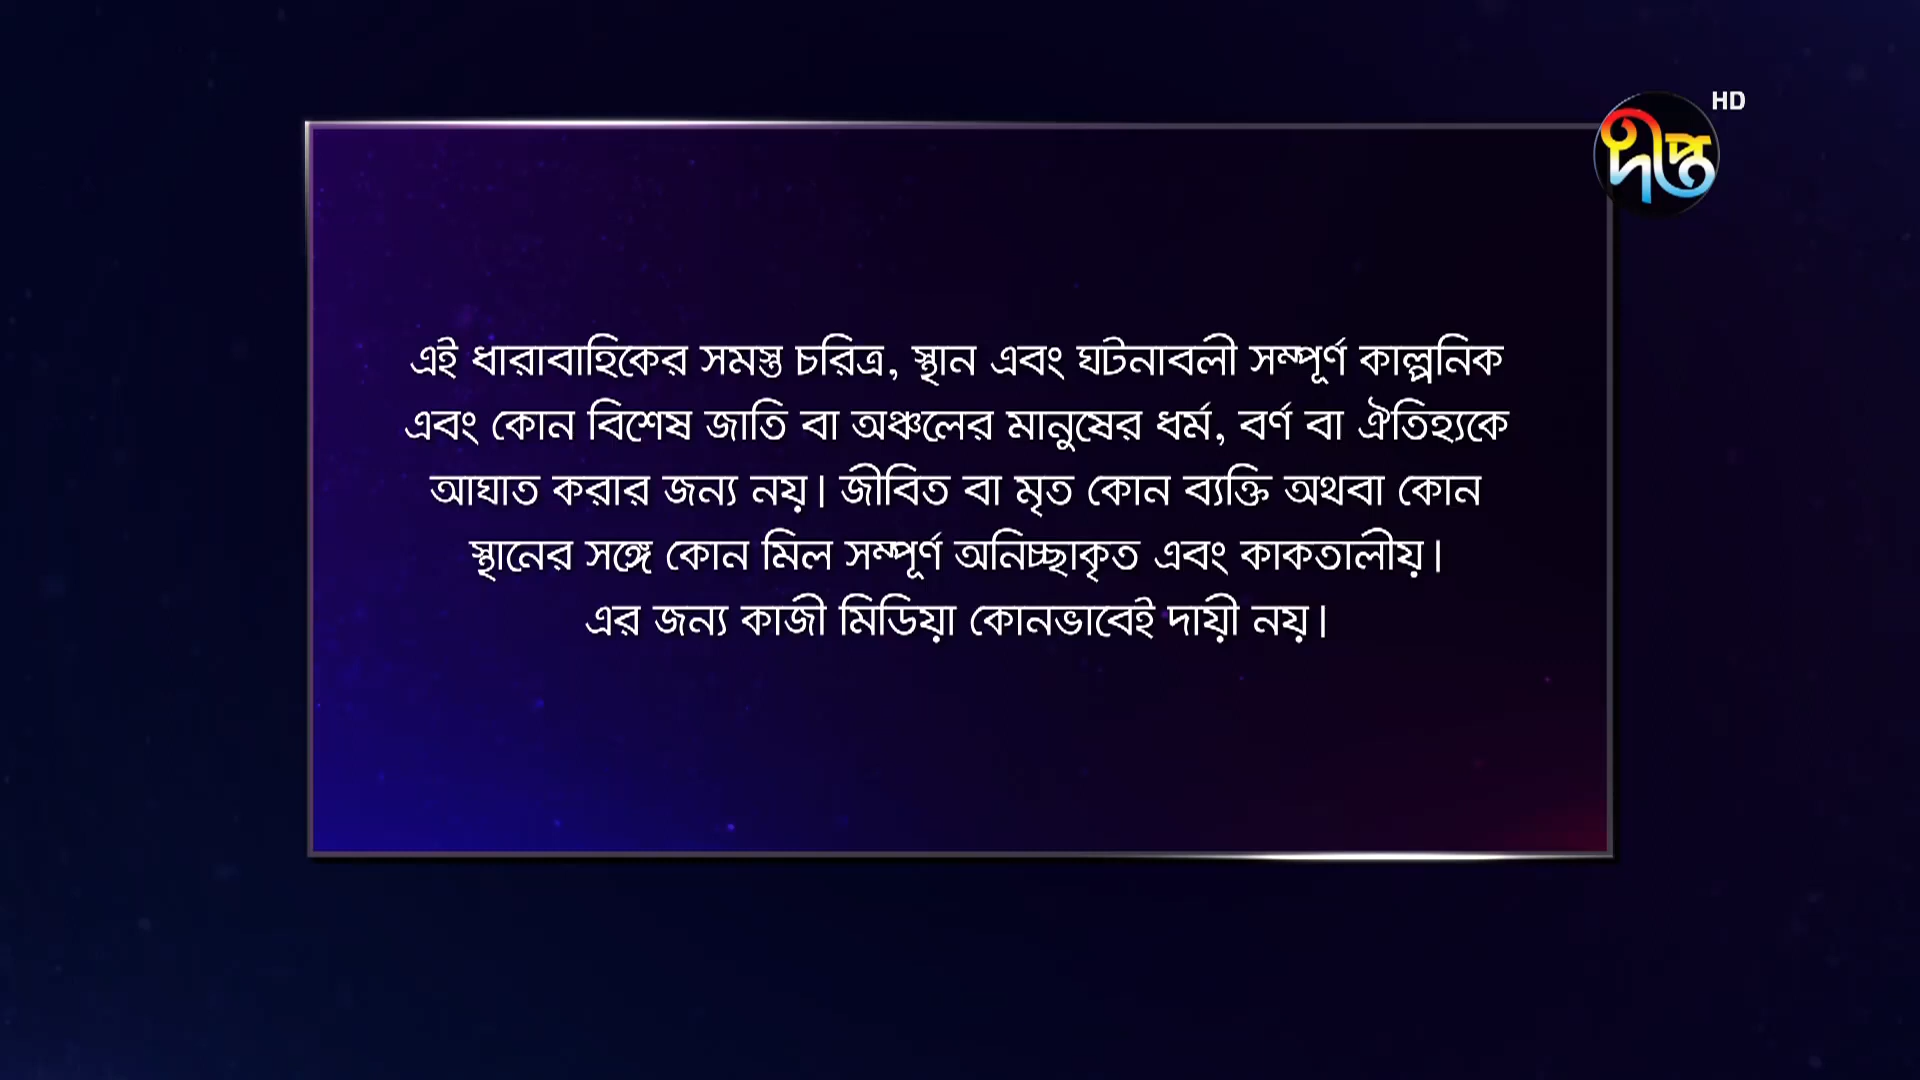 HD
দীপ্ত
এই ধারাবাহিকের সমস্ত চরিত্র, স্থান এবং ঘটনাবলী সম্পূর্ণ কাল্পনিক
এবং কোন বিশেষ জাতি বা অঞ্চলের মানুষের ধর্ম, বর্ণ বা ঐতিহ্যকে
আঘাত করার জন্য নয়। জীবিত বা মৃত কোন ব্যক্তি অথবা কোন
স্থানের সঙ্গে কোন মিল সম্পূর্ণ অনিচ্ছাকৃত এবং কাকতালীয়।
এর জন্য কাজী মিডিয়া কোনভাবেই দায়ী নয়।